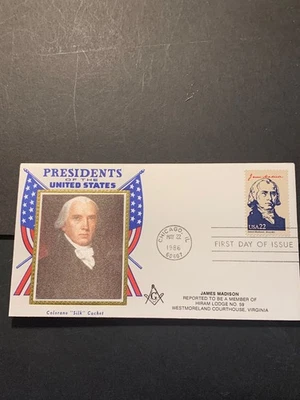 PRESIDENTS
OF THE
UNITED STATES
Colorano "Silk" Cachet
G
CHICAGO, IL
1986
James Madison
USA 22
FIRST DAY OF ISSUE
JAMES MADISON
REPORTED TO BE A MEMBER OF
HIRAM LODGE NO. 59
WESTMORELAND COURTHOUSE, VIRGINIA